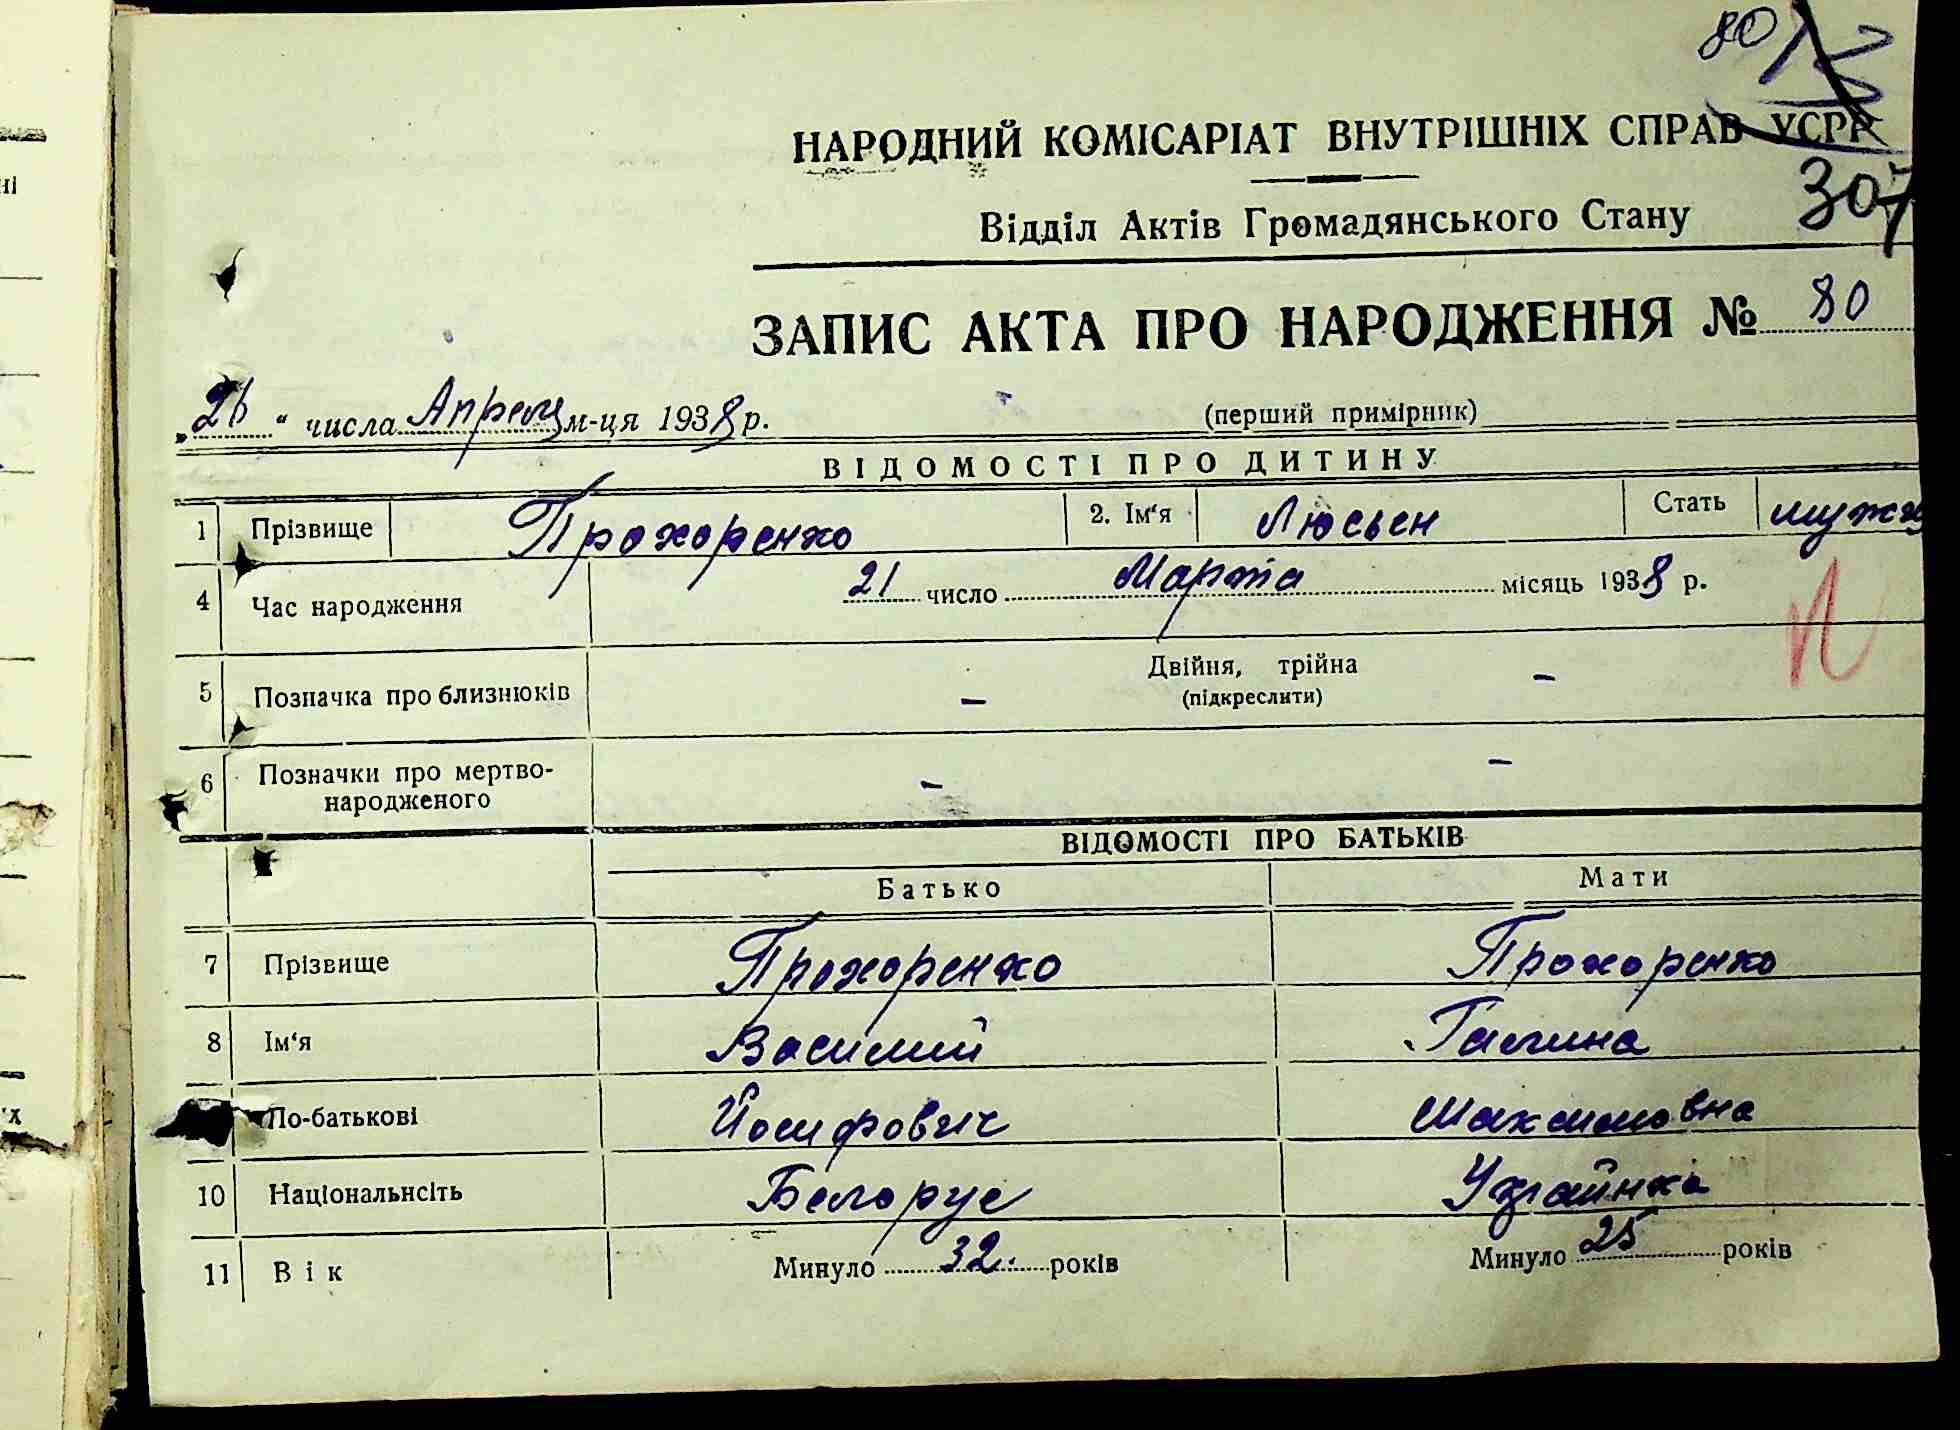 80
НАРОДНИЙ КОМІСАРІАТ ВНУТРІШНІХ СПРАВ УСРР
307
Відділ Актів Громадянського Стану
ЗАПИС АКТА ПРО НАРОДЖЕННЯ № 80
„26“ числа Апреля м-ця 1938 р. (перший примірник)
ВІДОМОСТІ ПРО ДИТИНУ
1 Прізвище Прохоренко 2. Ім‘я Люсьен Стать мужх
4 Час народження 21 число Марта місяць 1938 р.
5 Позначка про близнюків – Двійня, трійна –
(підкреслити)
6 Позначки про мертво-
народженого – –
ВІДОМОСТІ ПРО БАТЬКІВ
Батько Мати
7 Прізвище Прохоренко Прохоренко
8 Ім‘я Василий Галина
По-батькові Йосифович Максимовна
10 Національнсіть Белорус Украйнка
11 Вік Минуло 32. років Минуло 25 років